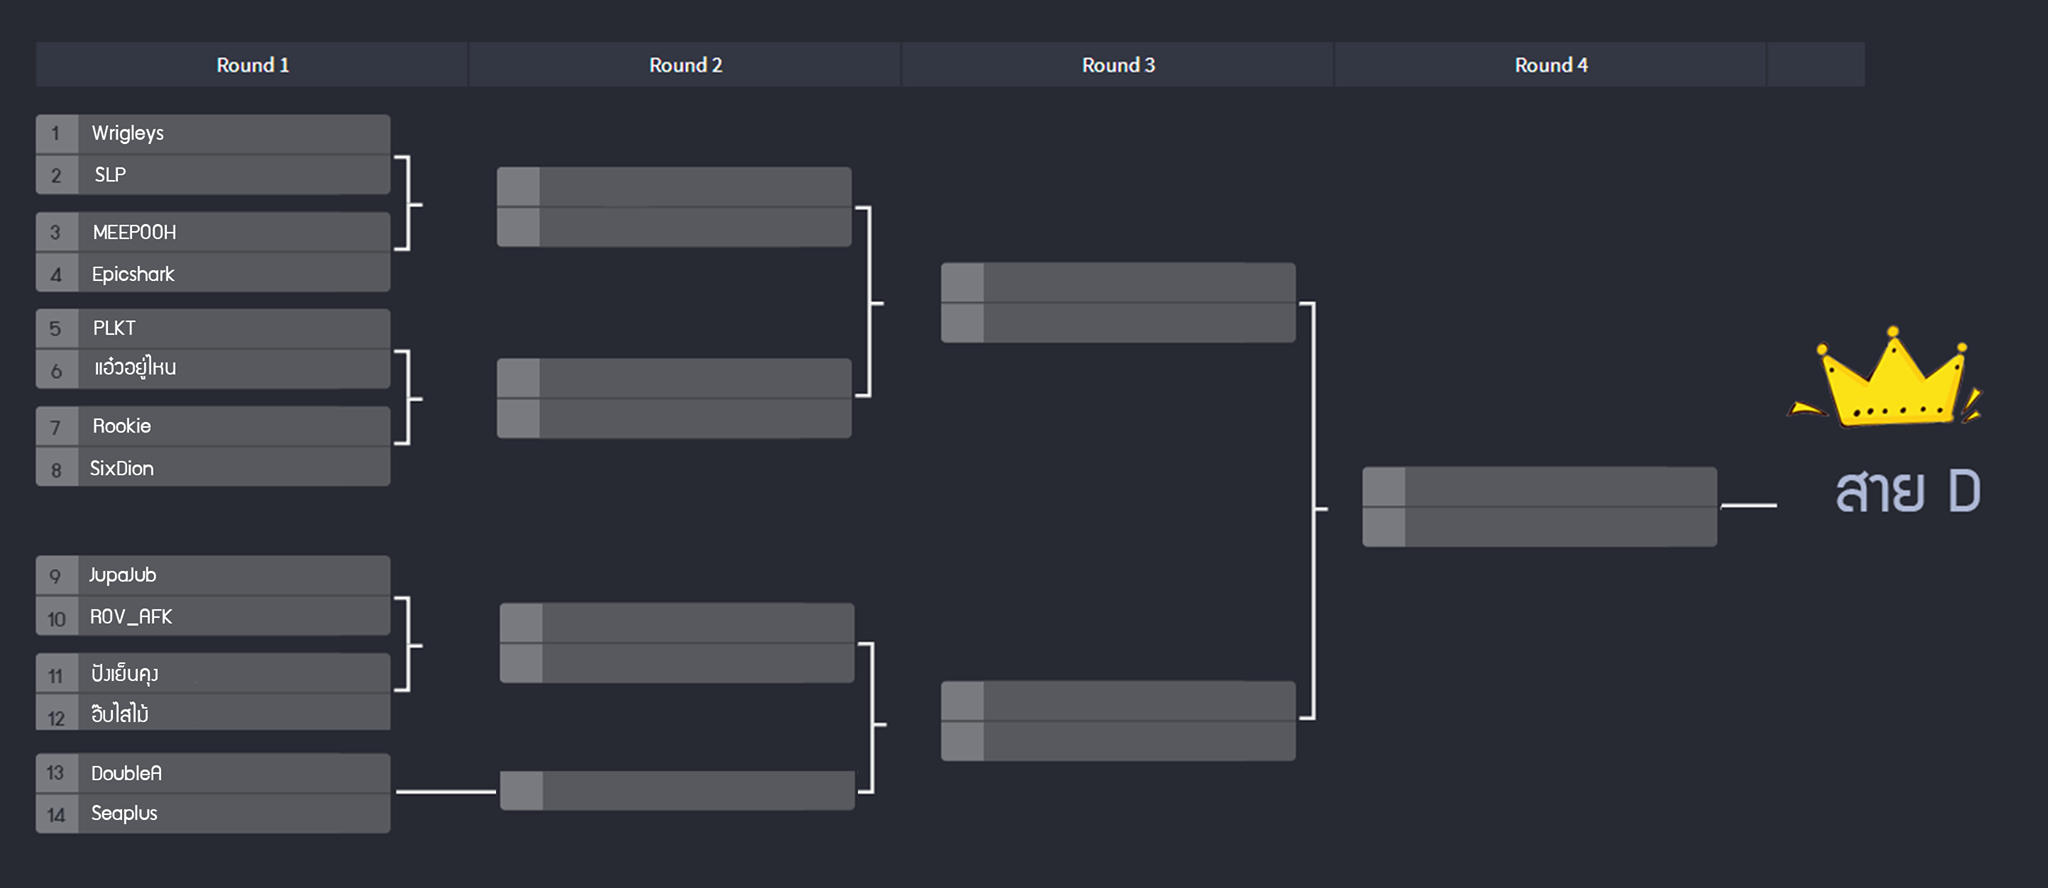 Round 1
Round 2
Round 3
Round 4
1 Wrigleys
2 SLP
3 MEEPOOH
4 Epicshark
5 PLKT
6 แอ๋วอยู่ไหน
7 Rookie
8 SixDion
9 JupaJub
10 ROV_AFK
11 ปังเย็นคุง
12 อ๊บไสไม้
13 DoubleA
14 Seaplus
สาย D